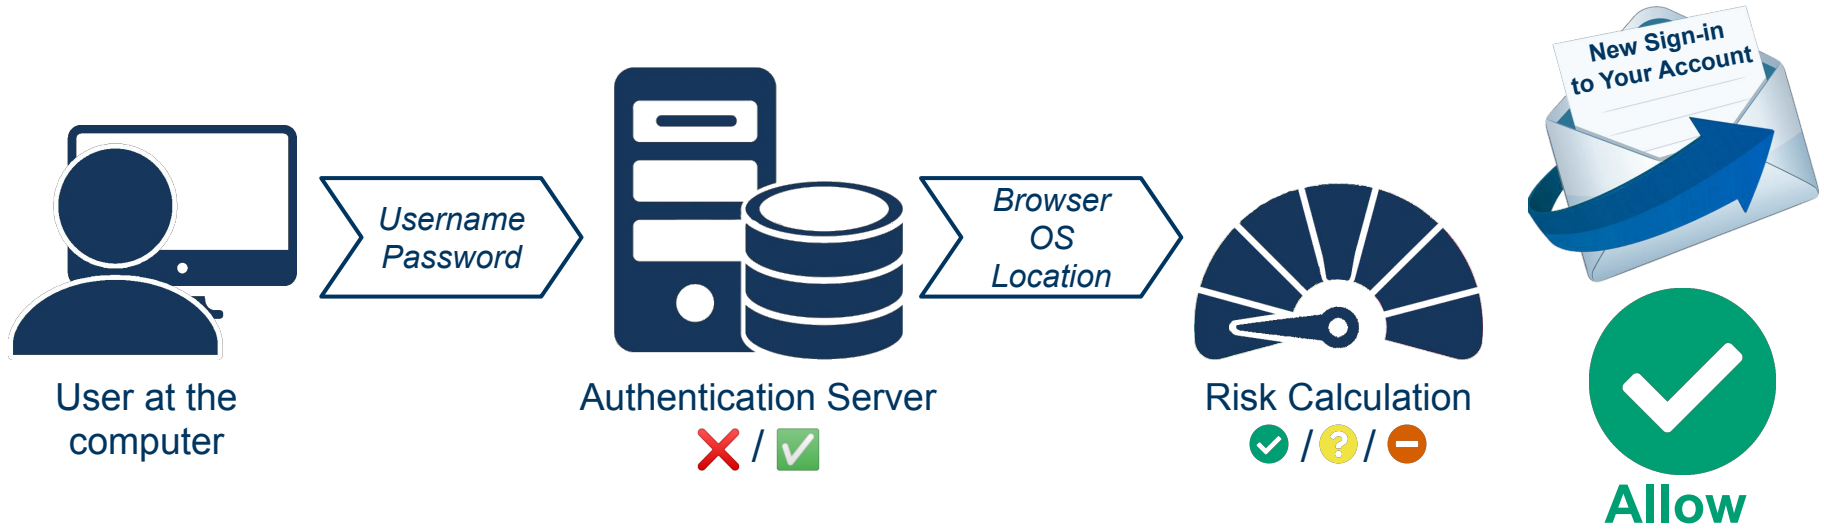 New Sign-in
to Your Account
Username
Password
Browser
OS
Location
User at the
computer
Authentication Server
/
Risk Calculation
/ ? /
Allow